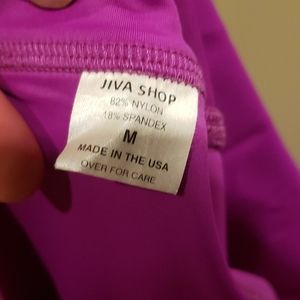 JIVA SHOP
82% NYLON
18% SPANDEX
M
MADE IN THE USA
OVER FOR CARE